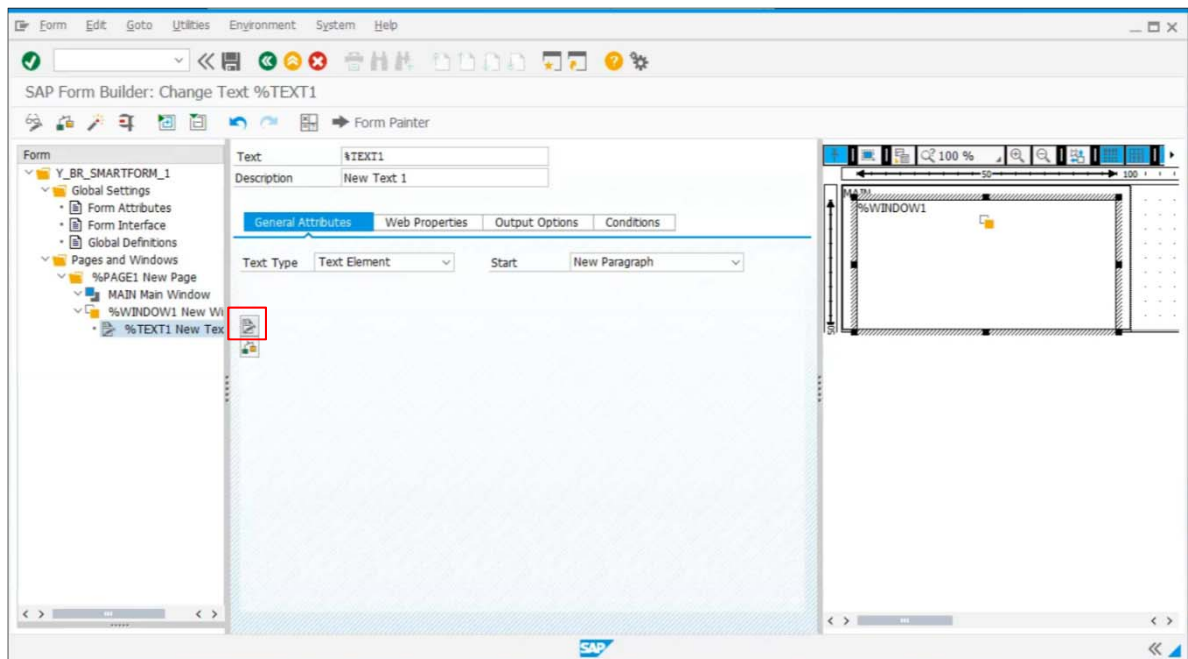 Form Edit Goto Utilities Environment System Help
SAP Form Builder: Change Text %TEXT1
Form Painter
Form
Y_BR_SMARTFORM_1
Global Settings
Form Attributes
Form Interface
Global Definitions
Pages and Windows
%PAGE1 New Page
MAIN Main Window
%WINDOW1 New Wi
%TEXT1 New Tex
Text %TEXT1
Description New Text 1
General Attributes Web Properties Output Options Conditions
Text Type Text Element Start New Paragraph
100 %
50 100
MAIN
%WINDOW1
50
SAP